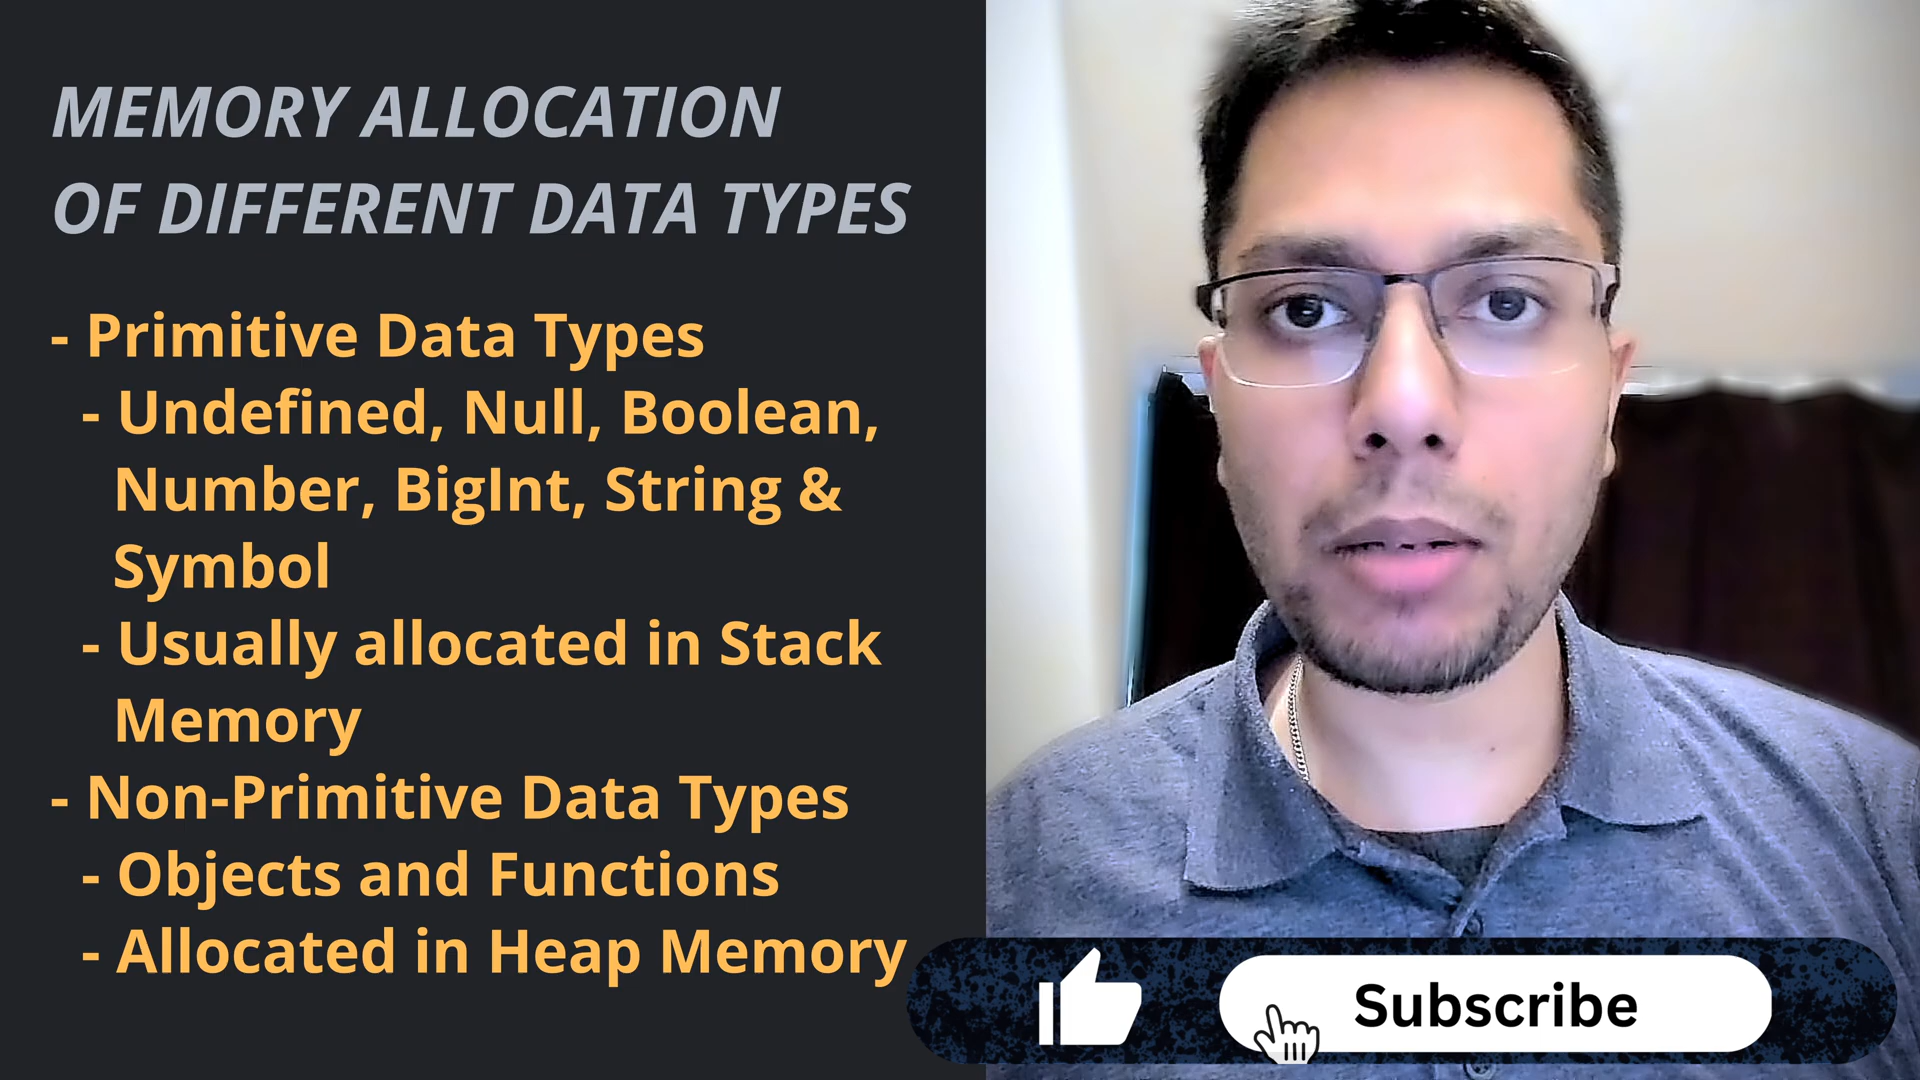 MEMORY ALLOCATION
OF DIFFERENT DATA TYPES
- Primitive Data Types
- Undefined, Null, Boolean,
Number, BigInt, String &
Symbol
- Usually allocated in Stack
Memory
- Non-Primitive Data Types
- Objects and Functions
- Allocated in Heap Memory
Subscribe